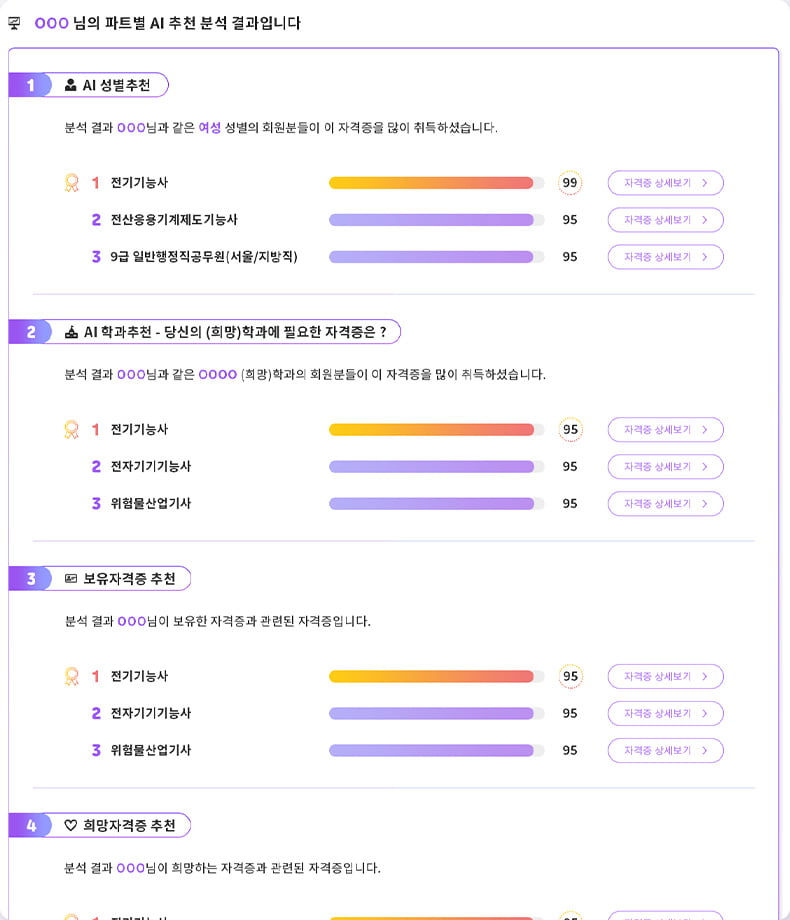 OOO 님의 파트별 AI 추천 분석 결과입니다
1 AI 성별추천
분석 결과 OOO님과 같은 여성 성별의 회원분들이 이 자격증을 많이 취득하셨습니다.
1 전기기능사 99 자격증 상세보기 >
2 전산응용기계제도기능사 95 자격증 상세보기 >
3 9급 일반행정직공무원(서울/지방직) 95 자격증 상세보기 >
2 AI 학과추천 - 당신의 (희망)학과에 필요한 자격증은 ?
분석 결과 OOO님과 같은 OOOO (희망)학과의 회원분들이 이 자격증을 많이 취득하셨습니다.
1 전기기능사 95 자격증 상세보기 >
2 전자기기기능사 95 자격증 상세보기 >
3 위험물산업기사 95 자격증 상세보기 >
3 보유자격증 추천
분석 결과 OOO님이 보유한 자격증과 관련된 자격증입니다.
1 전기기능사 95 자격증 상세보기 >
2 전자기기기능사 95 자격증 상세보기 >
3 위험물산업기사 95 자격증 상세보기 >
4 희망자격증 추천
분석 결과 OOO님이 희망하는 자격증과 관련된 자격증입니다.